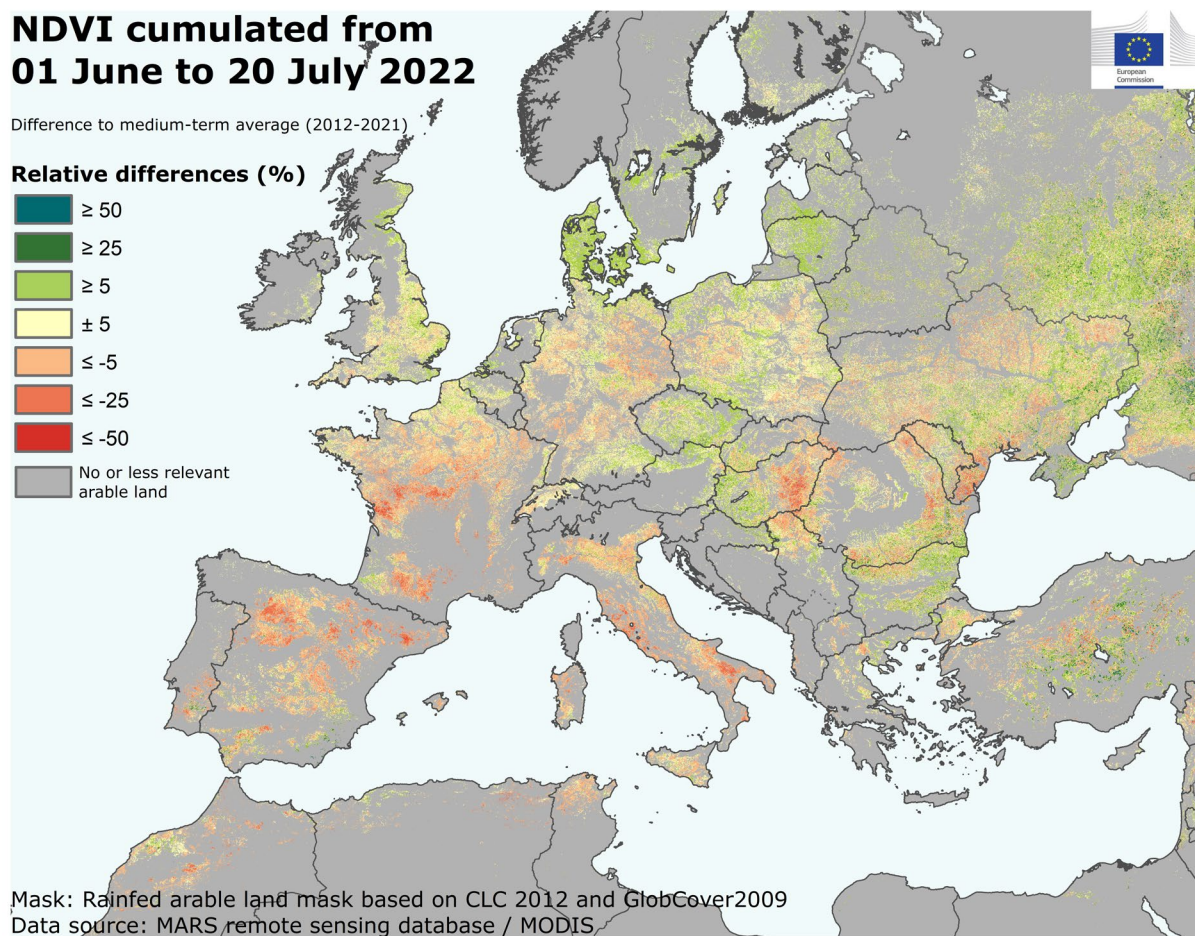 NDVI cumulated from
01 June to 20 July 2022
Difference to medium-term average (2012-2021)
Relative differences (%)
≥ 50
≥ 25
≥ 5
± 5
≤ -5
≤ -25
≤ -50
No or less relevant
arable land
European
Commission
Mask: Rainfed arable land mask based on CLC 2012 and GlobCover2009
Data source: MARS remote sensing database / MODIS